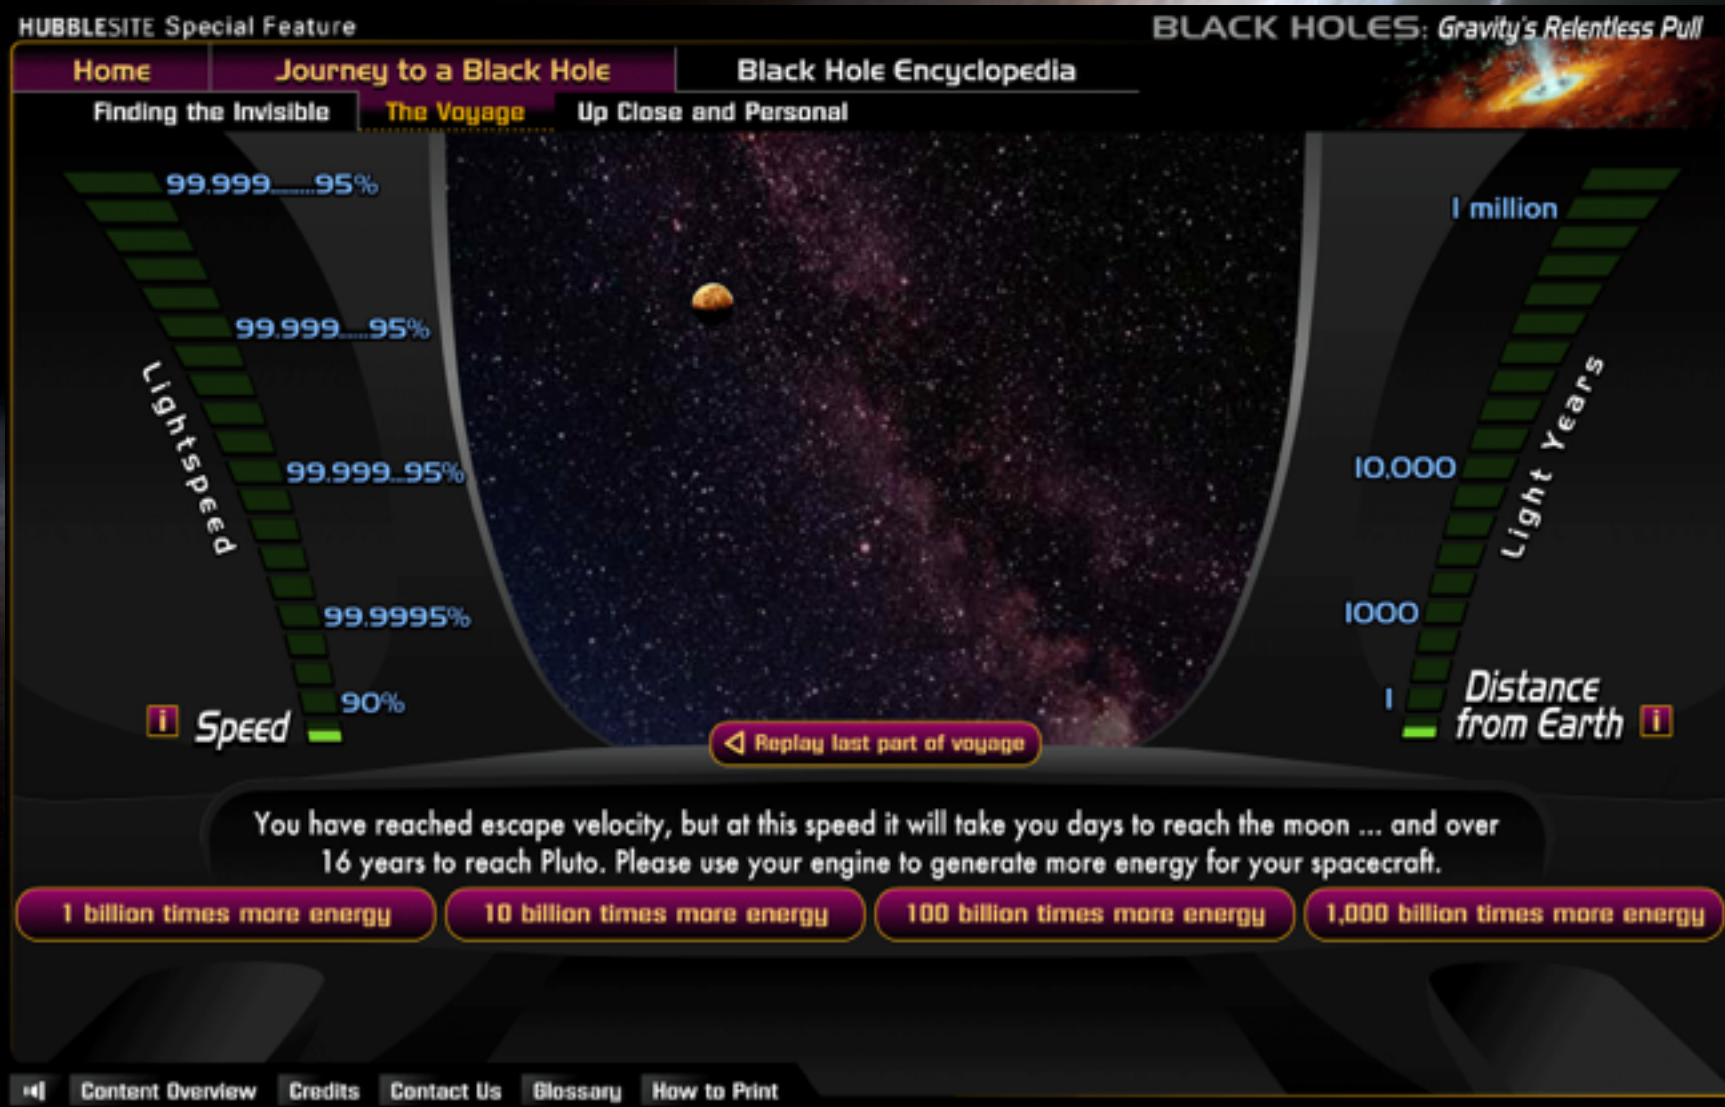 HUBBLESITE Special Feature
BLACK HOLES: Gravity's Relentless Pull
Home
Journey to a Black Hole
Black Hole Encyclopedia
Finding the Invisible
The Voyage
Up Close and Personal
99.999........95%
99.999.....95%
99.999...95%
99.9995%
90%
Lightspeed
i
Speed
1 million
10,000
1000
1
Light Years
Distance
from Earth
i
Replay last part of voyage
You have reached escape velocity, but at this speed it will take you days to reach the moon ... and over
16 years to reach Pluto. Please use your engine to generate more energy for your spacecraft.
1 billion times more energy
10 billion times more energy
100 billion times more energy
1,000 billion times more energy
Content Overview
Credits
Contact Us
Glossary
How to Print